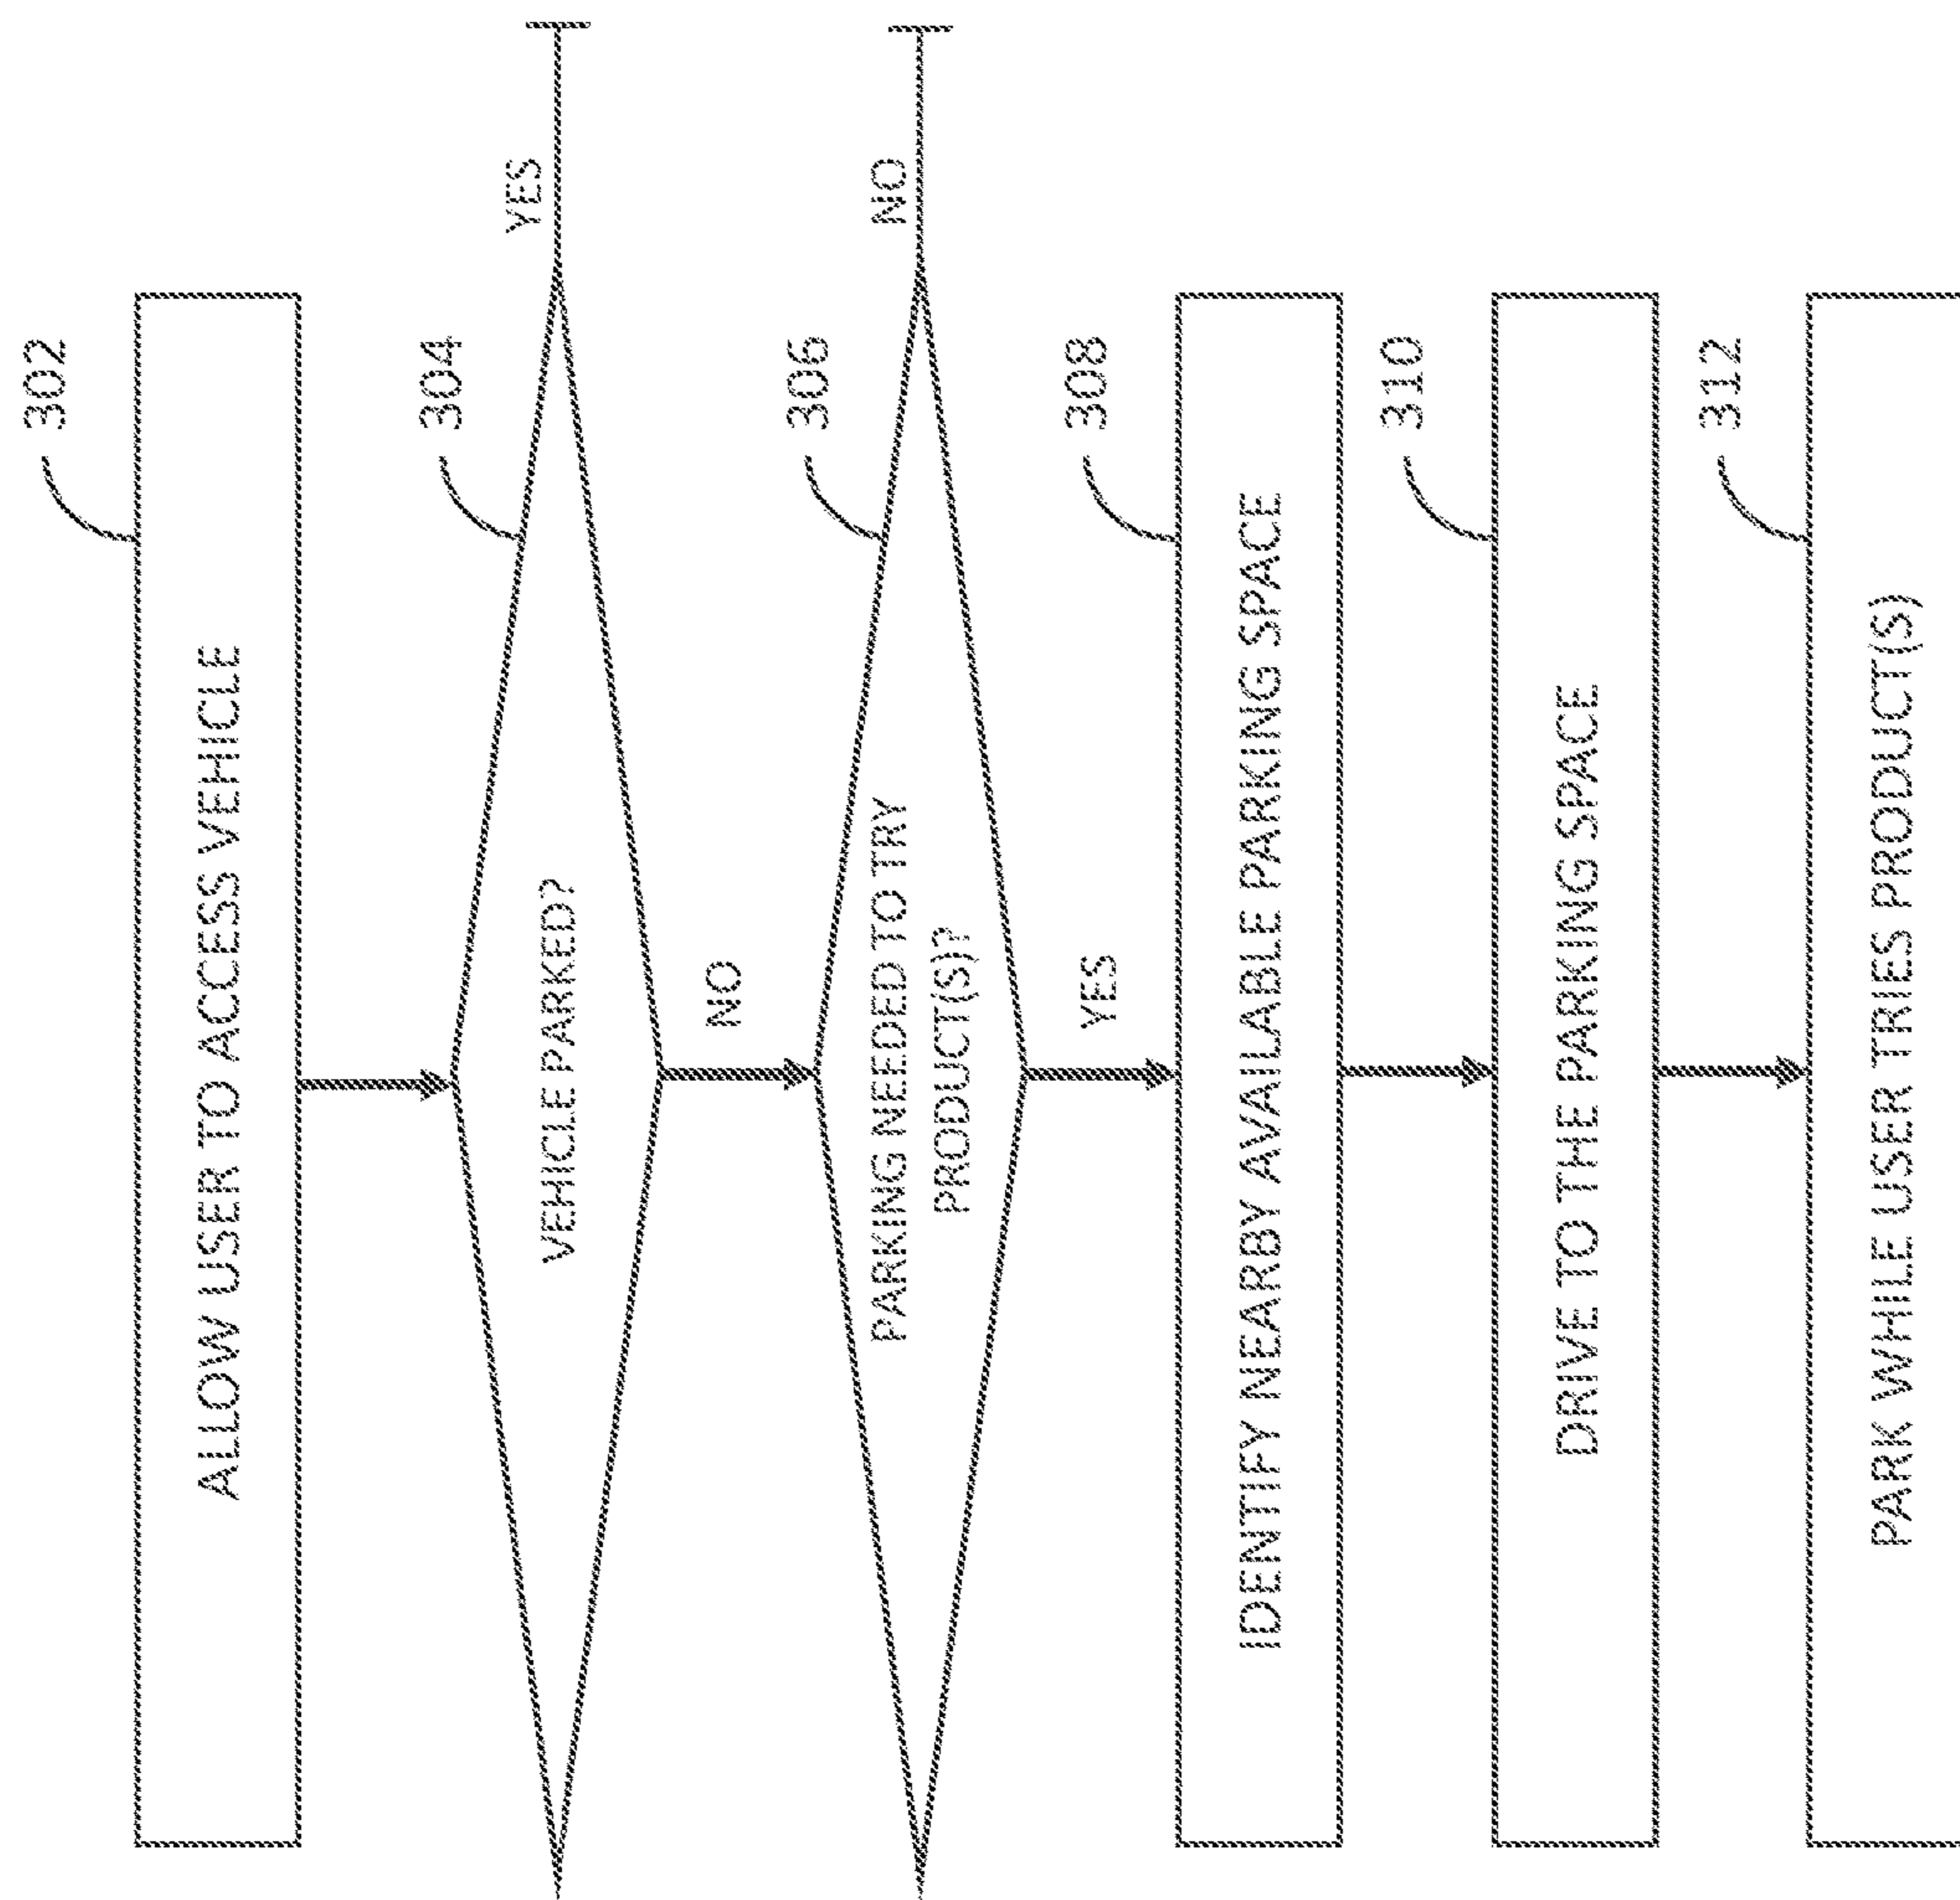 302
ALLOW USER TO ACCESS VEHICLE
304
VEHICLE PARKED?
YES
NO
306
PARKING NEEDED TO TRY
PRODUCT(S)?
NO
YES
308
IDENTIFY NEARBY AVAILABLE PARKING SPACE
310
DRIVE TO THE PARKING SPACE
312
PARK WHILE USER TRIES PRODUCT(S)